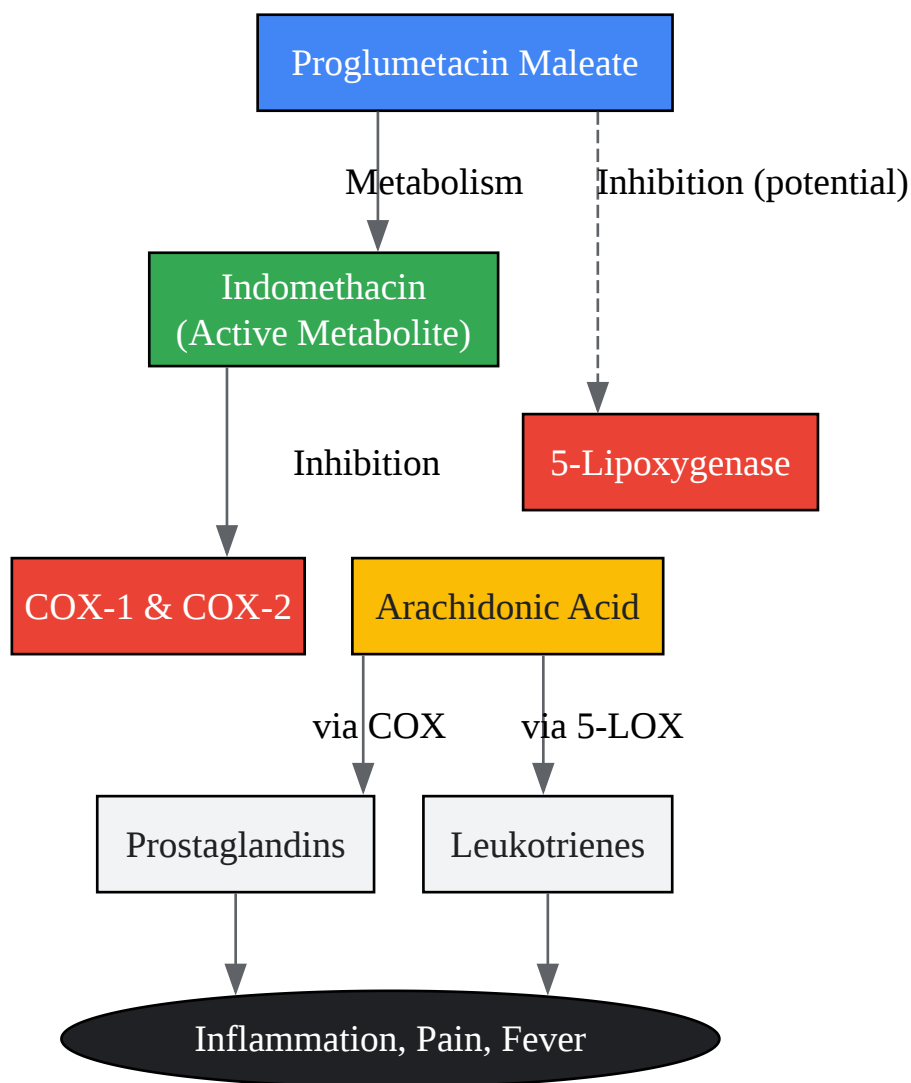 Proglumetacin Maleate
Metabolism
Inhibition (potential)
Indomethacin
(Active Metabolite)
Inhibition
5-Lipoxygenase
COX-1 & COX-2
Arachidonic Acid
via COX
via 5-LOX
Prostaglandins
Leukotrienes
Inflammation, Pain, Fever